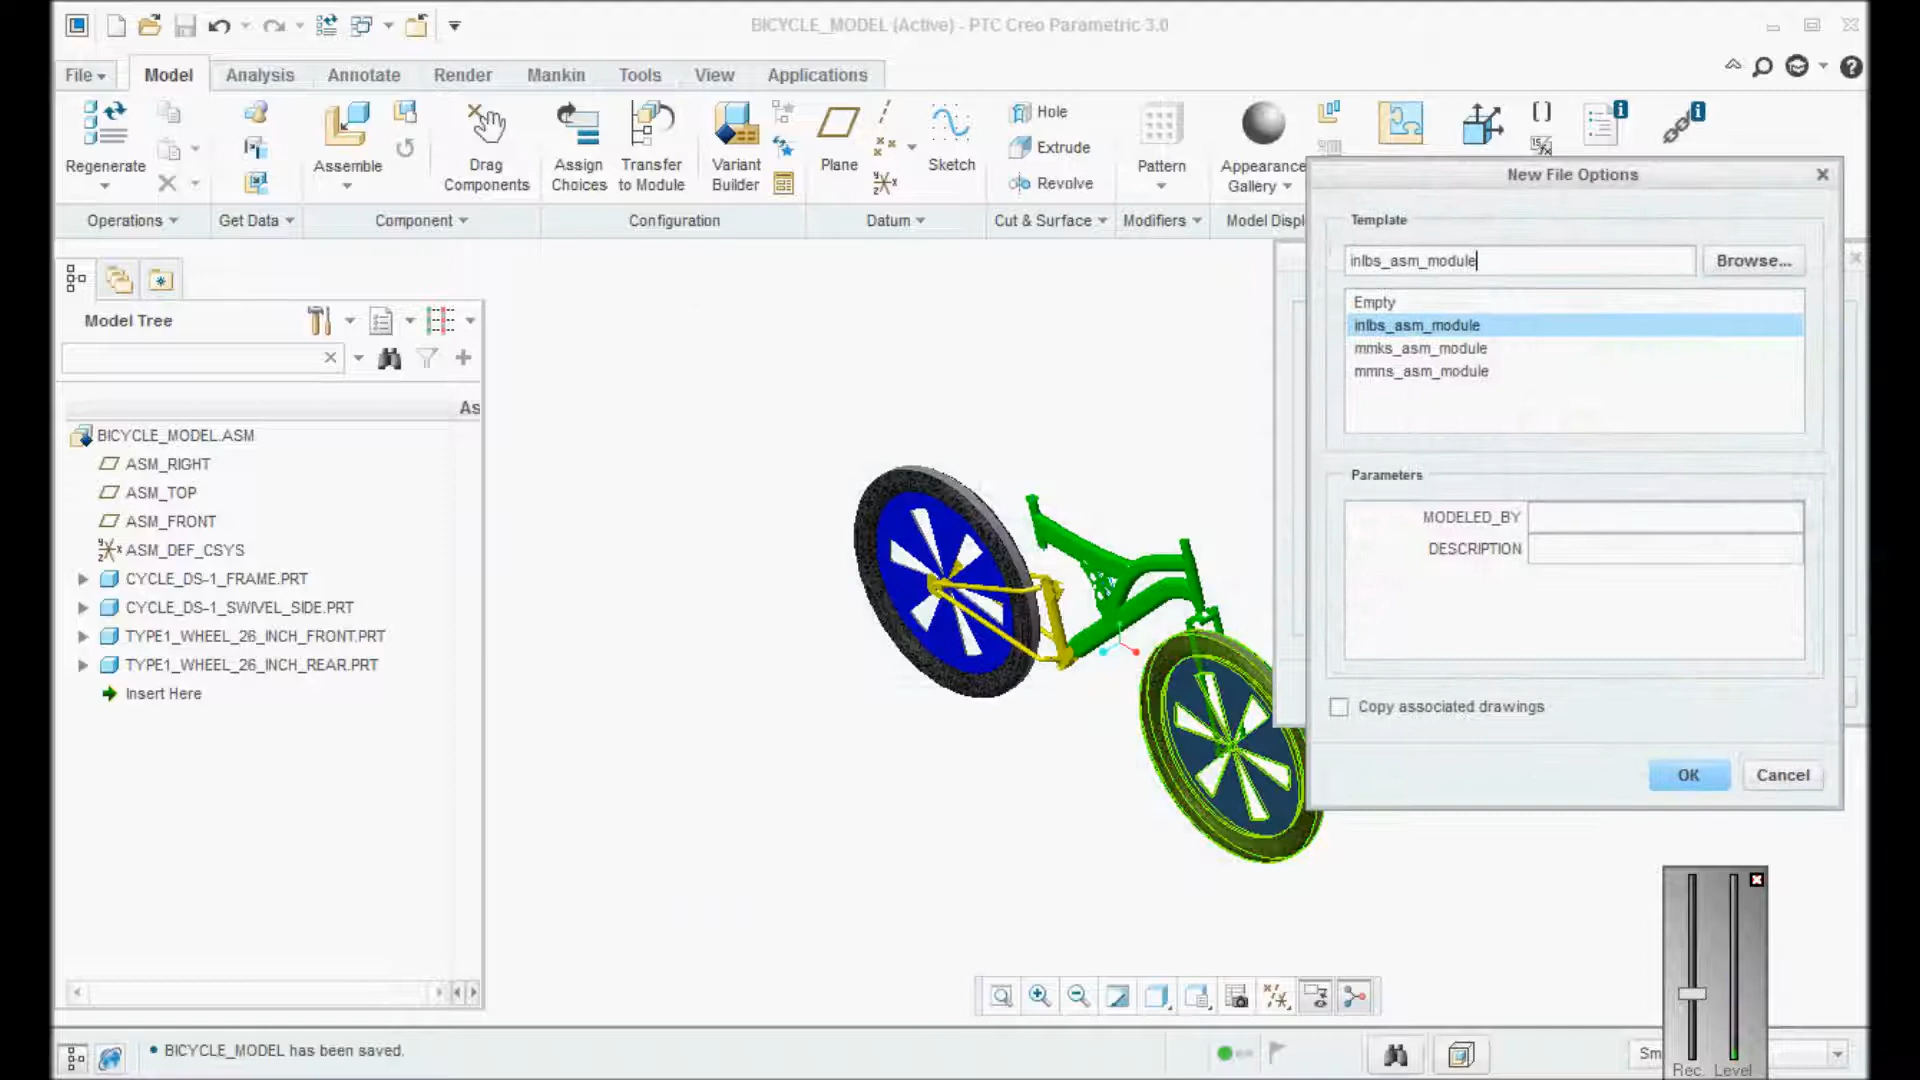 BICYCLE_MODEL (Active) - PTC Creo Parametric 3.0
File
Model
Analysis
Annotate
Render
Mankin
Tools
View
Applications
Regenerate
Assemble
Drag
Components
Assign
Choices
Transfer
to Module
Variant
Builder
Plane
Sketch
Hole
Extrude
Revolve
Pattern
Appearance
Gallery
Operations
Get Data
Component
Configuration
Datum
Cut & Surface
Modifiers
Model Displ
New File Options
Template
inlbs_asm_module
Browse...
Empty
inlbs_asm_module
mmks_asm_module
mmns_asm_module
Parameters
MODELED_BY
DESCRIPTION
Copy associated drawings
OK
Cancel
Model Tree
As
BICYCLE_MODEL.ASM
ASM_RIGHT
ASM_TOP
ASM_FRONT
ASM_DEF_CSYS
CYCLE_DS-1_FRAME.PRT
CYCLE_DS-1_SWIVEL_SIDE.PRT
TYPE1_WHEEL_26_INCH_FRONT.PRT
TYPE1_WHEEL_26_INCH_REAR.PRT
Insert Here
• BICYCLE_MODEL has been saved.
Sm
Rec. Level